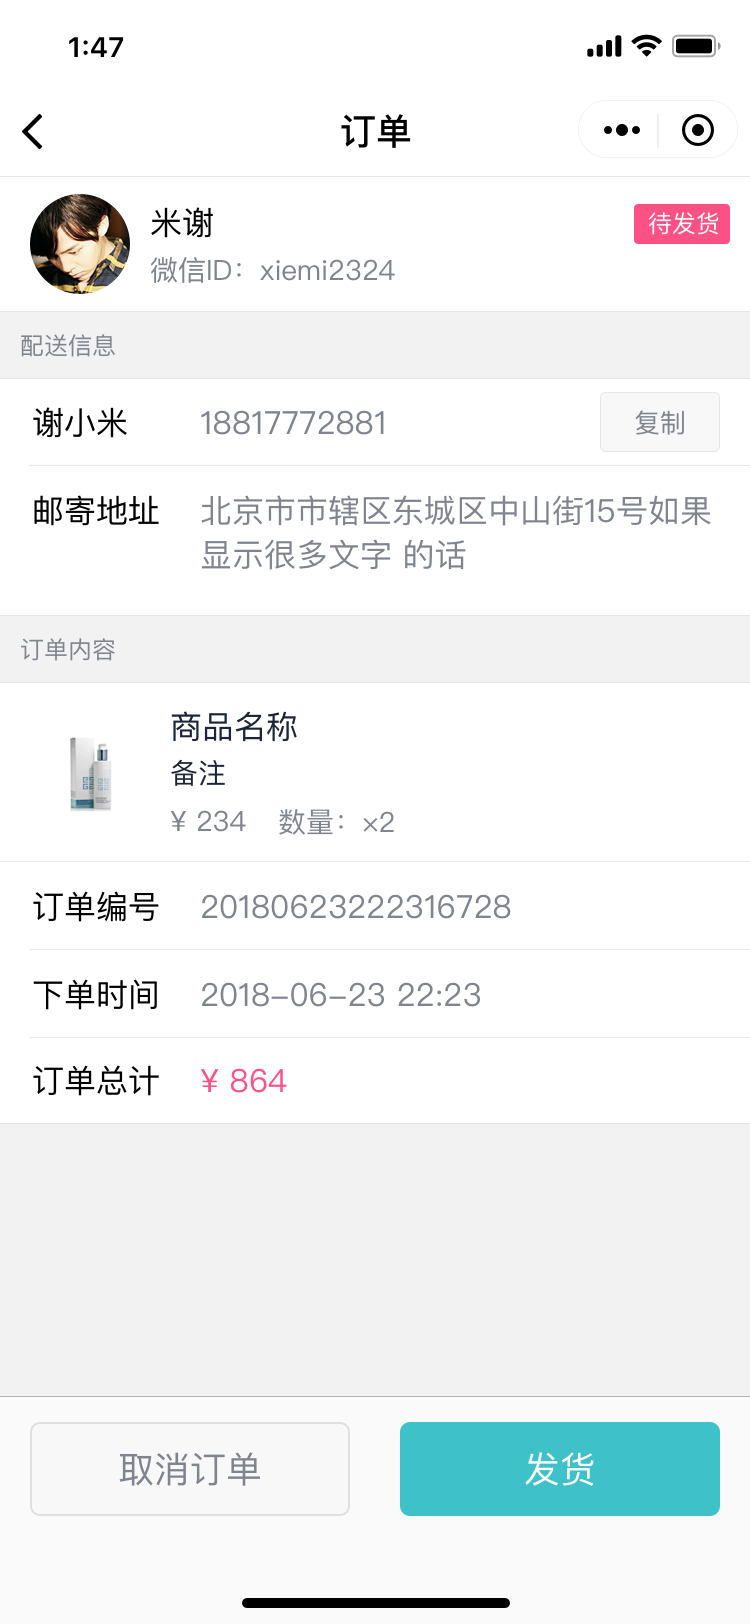 1:47
订单
米谢
待发货
微信ID：xiemi2324
配送信息
谢小米 18817772881 复制
邮寄地址 北京市市辖区东城区中山街15号如果
显示很多文字 的话
订单内容
商品名称
备注
¥ 234 数量：×2
订单编号 20180623222316728
下单时间 2018-06-23 22:23
订单总计 ¥ 864
取消订单 发货